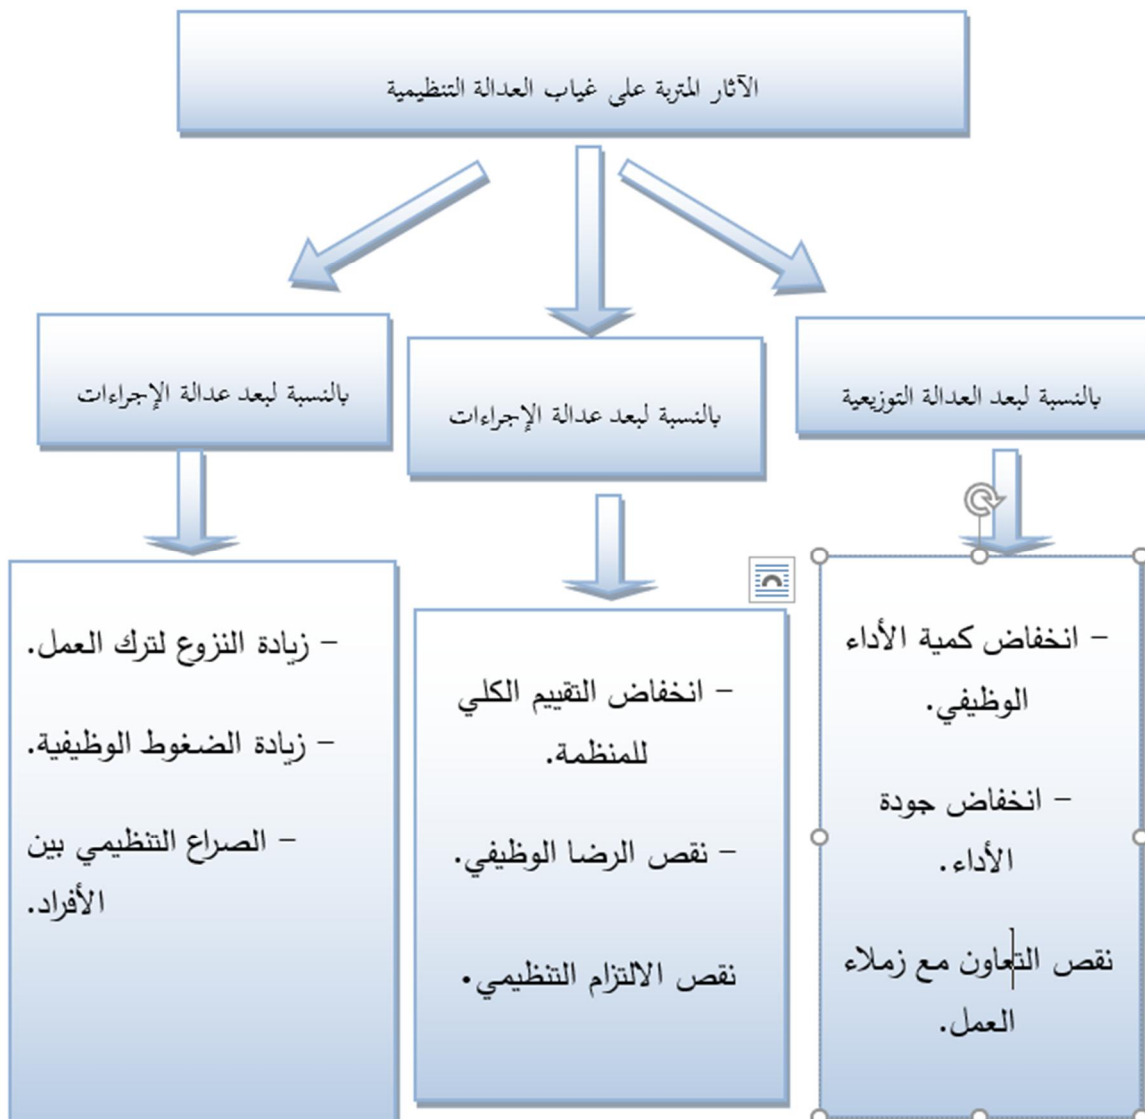 الآثار المتربة على غياب العدالة التنظيمية
بالنسبة لبعد العدالة التوزيعية
بالنسبة لبعد عدالة الإجراءات
بالنسبة لبعد عدالة الإجراءات
- انخفاض كمية الأداء
الوظيفي.
- انخفاض جودة
الأداء.
نقص التعاون مع زملاء
العمل.
- انخفاض التقييم الكلي
للمنظمة.
- نقص الرضا الوظيفي.
نقص الالتزام التنظيمي.
- زيادة النزوع لترك العمل.
- زيادة الضغوط الوظيفية.
- الصراع التنظيمي بين
الأفراد.